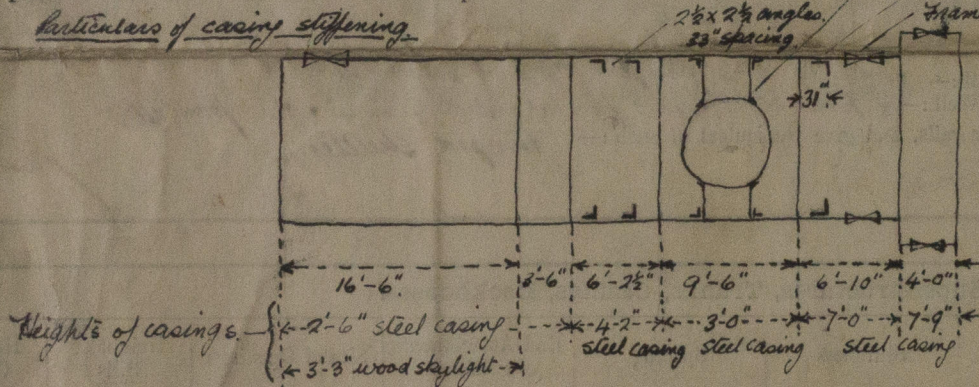 Particulars of casing stiffening.
2½ × 2½ angles.
33" spacing.
Fram
31"
16'-6". 3'-6" 6'-2½" 9'-6" 6'-10" 4'-0"
Heights of casings. 2'-6" steel casing 4'-2" 3'-0" 7'-0" 7'-9"
steel casing steel casing steel casing
3'-3" wood skylight